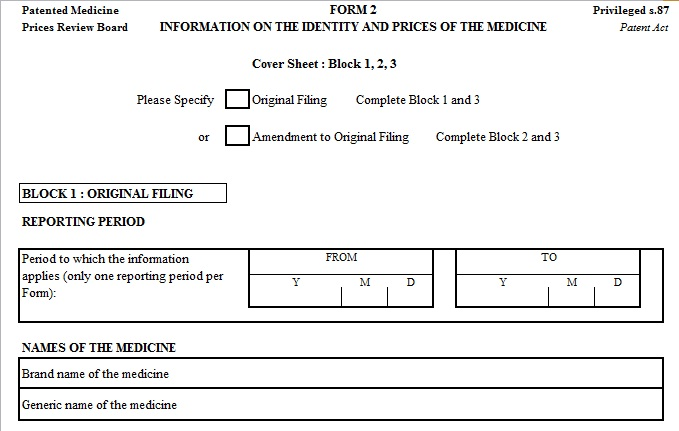 Patented Medicine FORM 2 Privileged s.87
Prices Review Board INFORMATION ON THE IDENTITY AND PRICES OF THE MEDICINE Patent Act
Cover Sheet : Block 1, 2, 3
Please Specify Original Filing Complete Block 1 and 3
or Amendment to Original Filing Complete Block 2 and 3
BLOCK 1 : ORIGINAL FILING
REPORTING PERIOD
Period to which the information
applies (only one reporting period per
Form):
FROM TO
Y M D Y M D
NAMES OF THE MEDICINE
Brand name of the medicine
Generic name of the medicine